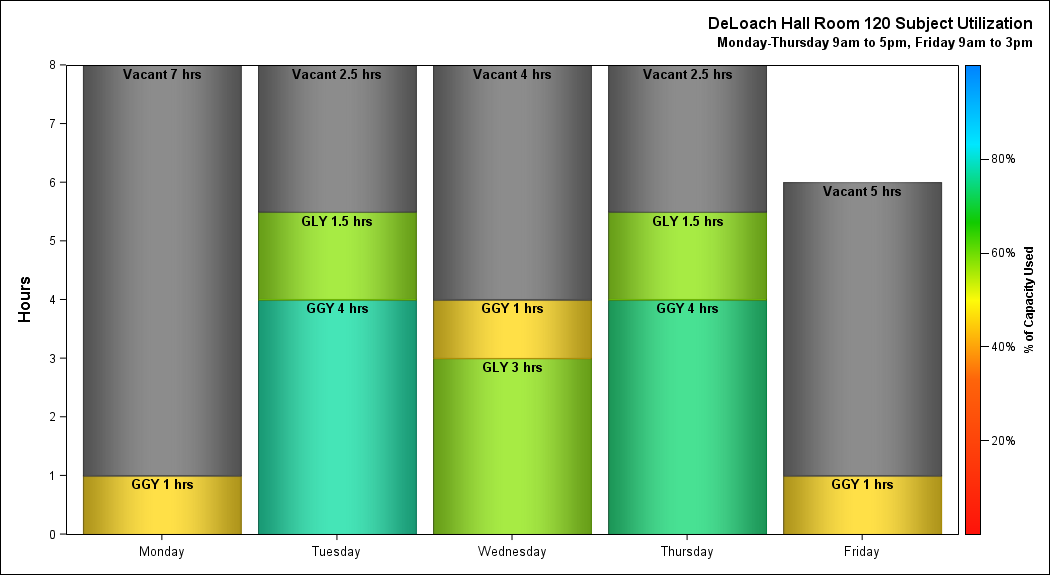 DeLoach Hall Room 120 Subject Utilization
Monday-Thursday 9am to 5pm, Friday 9am to 3pm
Hours
8
7
6
5
4
3
2
1
0
Vacant 7 hrs
GGY 1 hrs
Vacant 2.5 hrs
GLY 1.5 hrs
GGY 4 hrs
Vacant 4 hrs
GGY 1 hrs
GLY 3 hrs
Vacant 2.5 hrs
GLY 1.5 hrs
GGY 4 hrs
Vacant 5 hrs
GGY 1 hrs
Monday
Tuesday
Wednesday
Thursday
Friday
80%
60%
40%
20%
% of Capacity Used